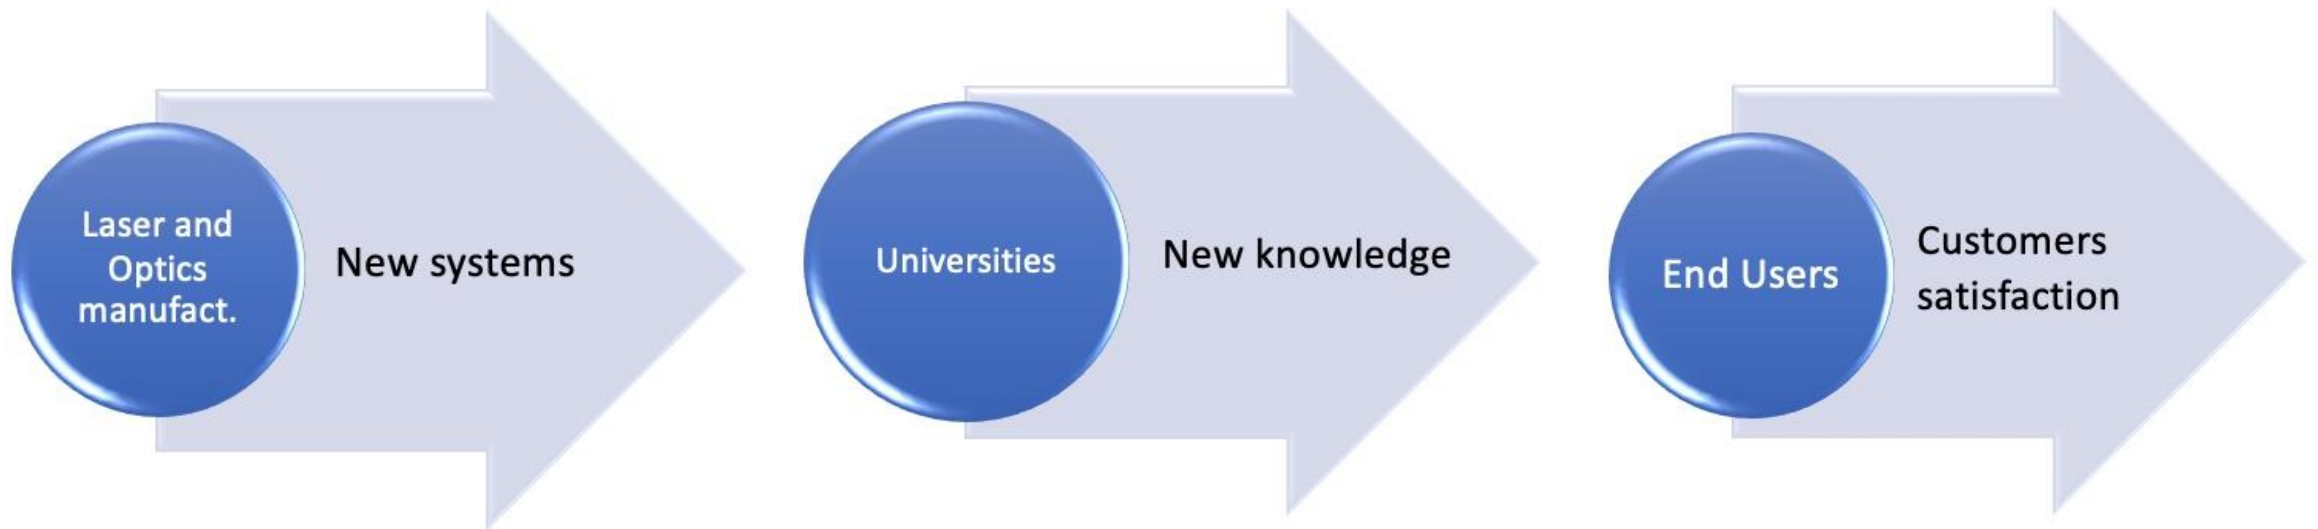 Laser and
Optics
manufact.
New systems
Universities
New knowledge
End Users
Customers
satisfaction